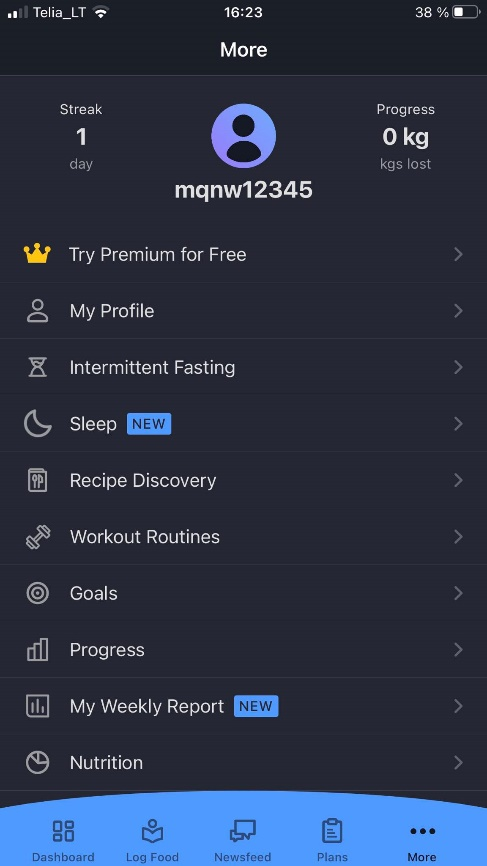 Telia_LT 16:23 38 %
More
Streak
1
day
Progress
0 kg
kgs lost
mqnw12345
Try Premium for Free
My Profile
Intermittent Fasting
Sleep NEW
Recipe Discovery
Workout Routines
Goals
Progress
My Weekly Report NEW
Nutrition
Dashboard Log Food Newsfeed Plans More